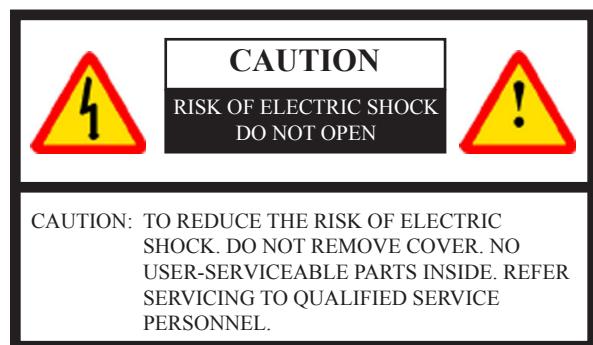 CAUTION
RISK OF ELECTRIC SHOCK
DO NOT OPEN
!
CAUTION: TO REDUCE THE RISK OF ELECTRIC
SHOCK. DO NOT REMOVE COVER. NO
USER-SERVICEABLE PARTS INSIDE. REFER
SERVICING TO QUALIFIED SERVICE
PERSONNEL.